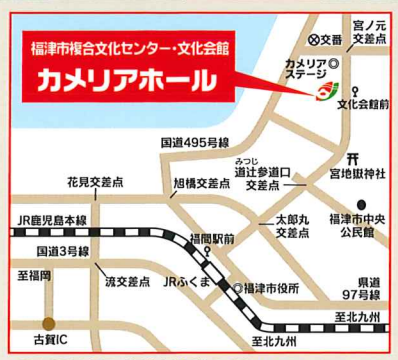 福津市複合文化センター・文化会館
カメリアホール
宮ノ元
交差点
交番
カメリア
ステージ
文化会館前
国道495号線
みつじ
道辻参道口
交差点
宮地嶽神社
花見交差点
旭橋交差点
太郎丸
交差点
福津市中央
公民館
JR鹿児島本線
福間駅前
国道3号線
至福岡
流交差点
JRふくま
福津市役所
県道
97号線
至北九州
古賀IC
至北九州